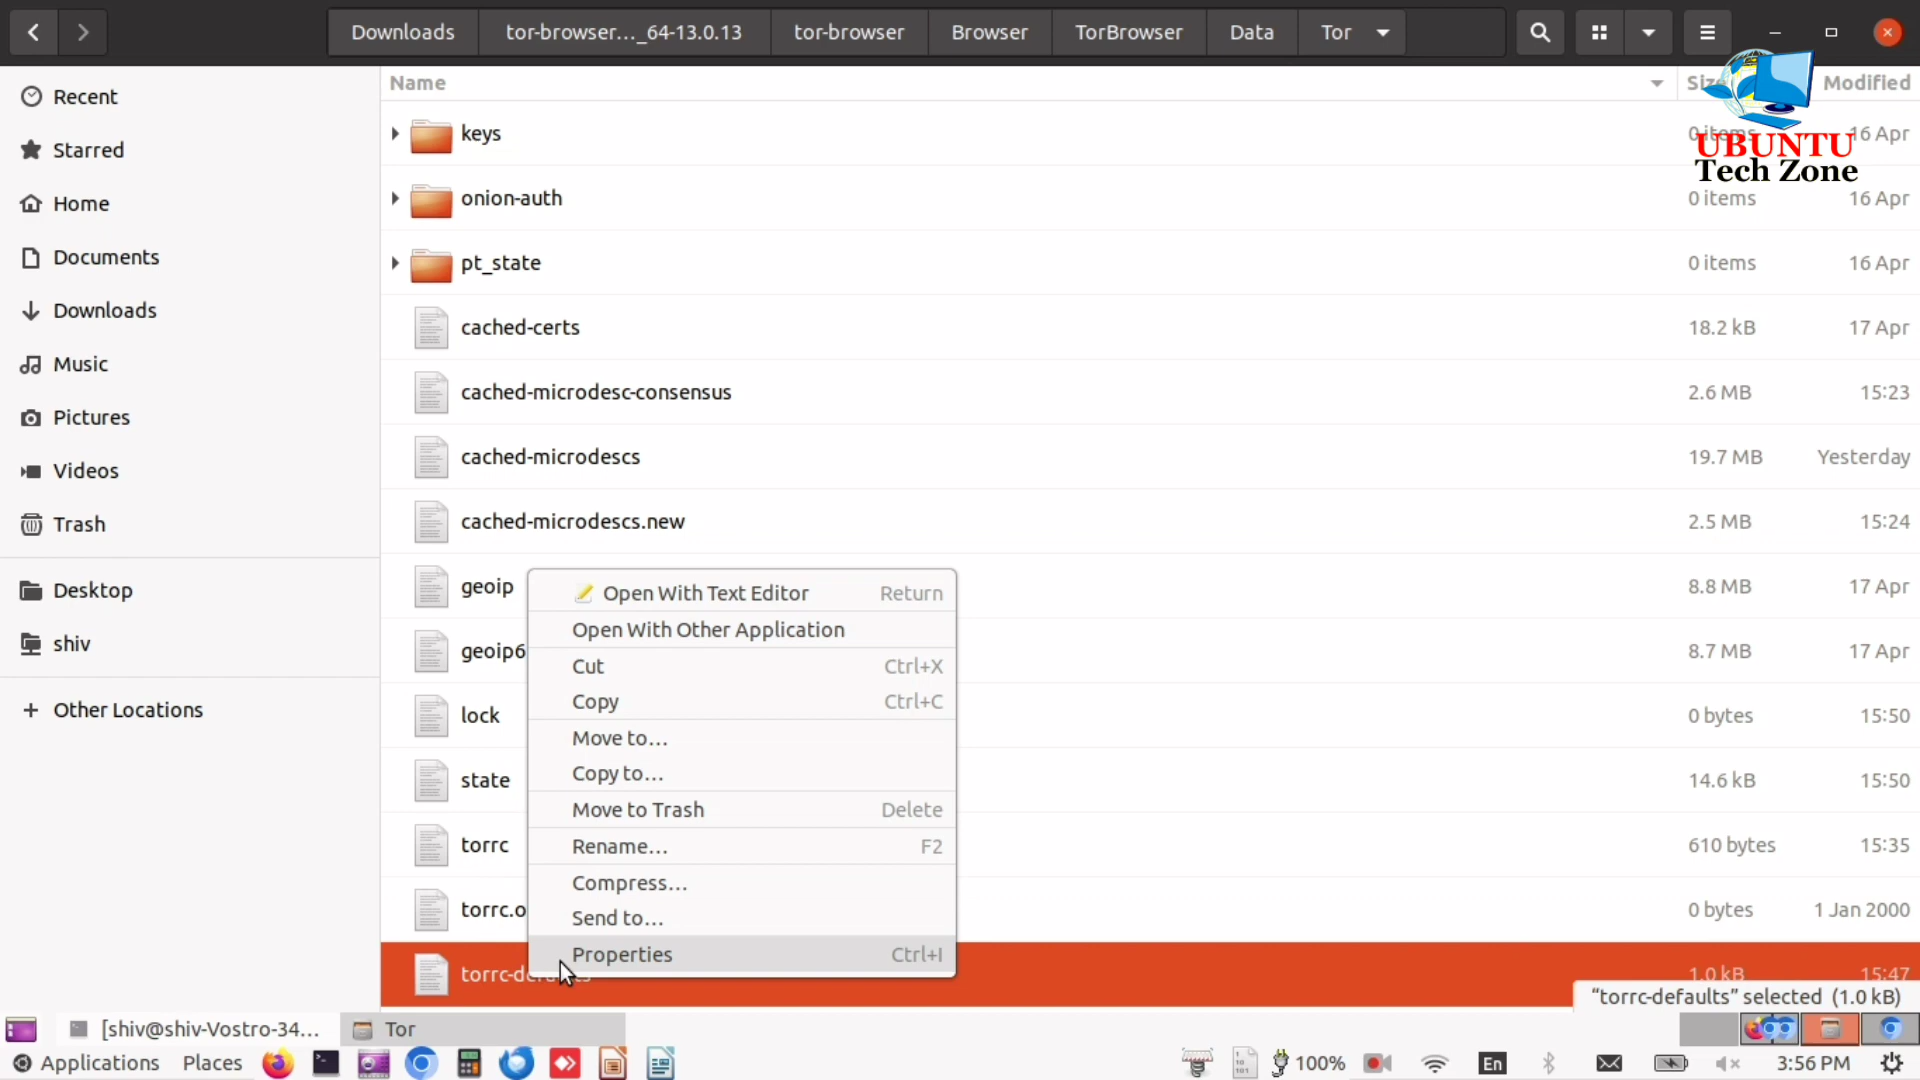 Downloads
tor-browser..._64-13.0.13
tor-browser
Browser
TorBrowser
Data
Tor
Name
Modified
Recent
Starred
Home
Documents
Downloads
Music
Pictures
Videos
Trash
Desktop
shiv
+ Other Locations
keys
16 Apr
onion-auth
0 items
16 Apr
pt_state
0 items
16 Apr
cached-certs
18.2 kB
17 Apr
cached-microdesc-consensus
2.6 MB
15:23
cached-microdescs
19.7 MB
Yesterday
cached-microdescs.new
2.5 MB
15:24
geoip
8.8 MB
17 Apr
geoip6
8.7 MB
17 Apr
lock
0 bytes
15:50
state
14.6 kB
15:50
torrc
610 bytes
15:35
torrc.o
0 bytes
1 Jan 2000
1.0 kB
15:47
UBUNTU
Tech Zone
Open With Text Editor Return
Open With Other Application
Cut Ctrl+X
Copy Ctrl+C
Move to...
Copy to...
Move to Trash Delete
Rename... F2
Compress...
Send to...
Properties Ctrl+I
"torrc-defaults" selected (1.0 kB)
[shiv@shiv-Vostro-34...
Tor
Applications
Places
100%
En
3:56 PM